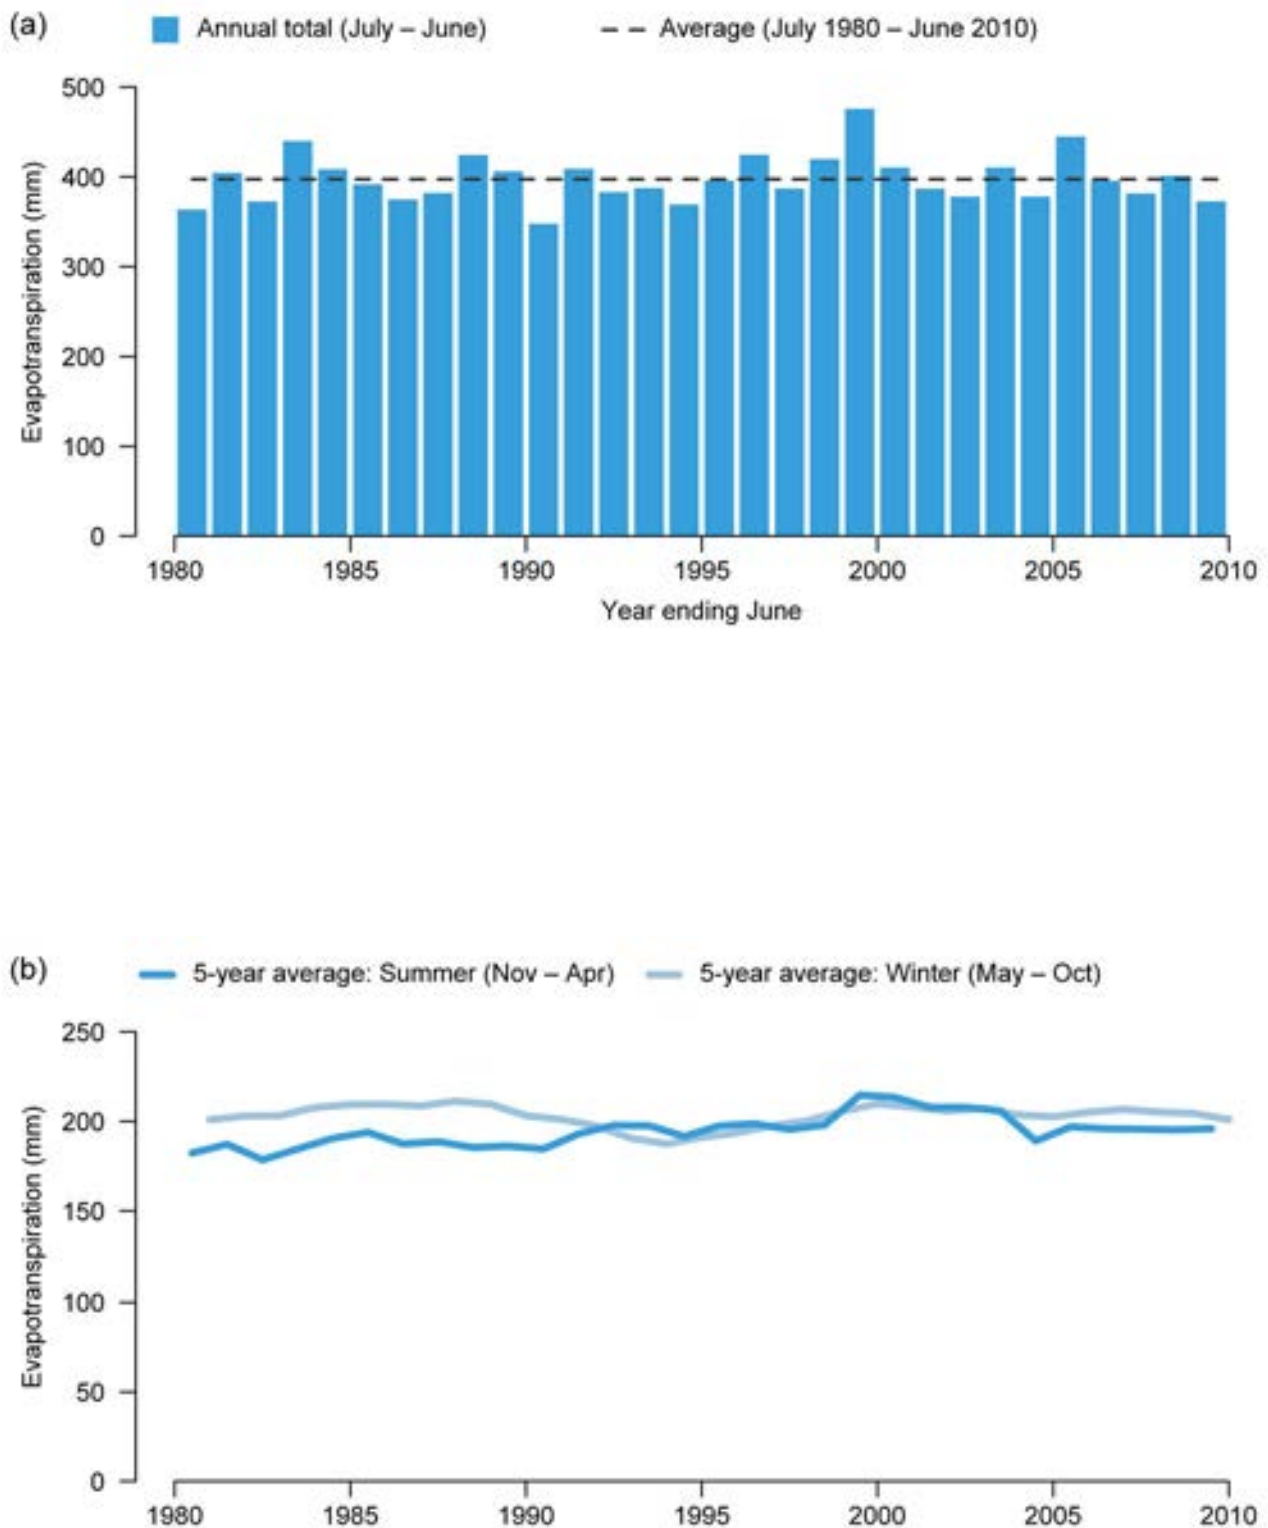 (a)
Annual total (July – June)
Average (July 1980 – June 2010)
500
400
300
200
100
0
Evapotranspiration (mm)
1980 1985 1990 1995 2000 2005 2010
Year ending June
(b)
5-year average: Summer (Nov – Apr)
5-year average: Winter (May – Oct)
250
200
150
100
50
0
Evapotranspiration (mm)
1980 1985 1990 1995 2000 2005 2010